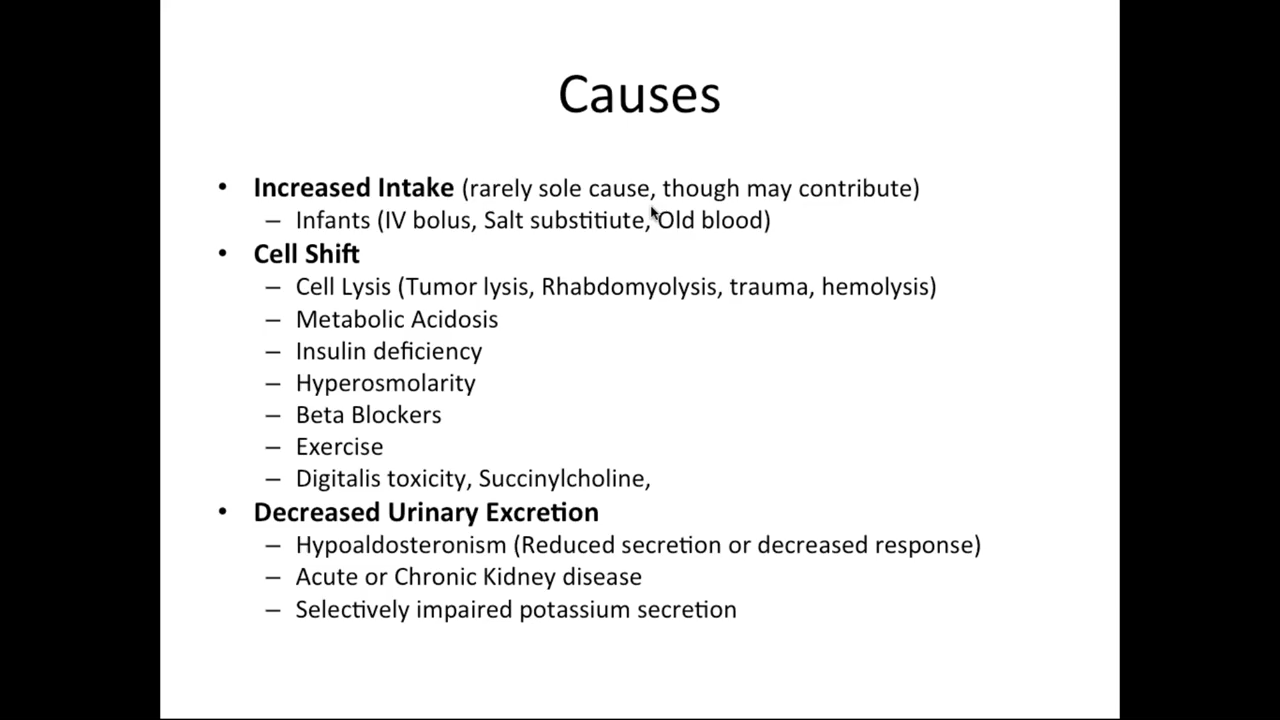 Causes
• Increased Intake (rarely sole cause, though may contribute)
– Infants (IV bolus, Salt substitiute, Old blood)
• Cell Shift
– Cell Lysis (Tumor lysis, Rhabdomyolysis, trauma, hemolysis)
– Metabolic Acidosis
– Insulin deficiency
– Hyperosmolarity
– Beta Blockers
– Exercise
– Digitalis toxicity, Succinylcholine,
• Decreased Urinary Excretion
– Hypoaldosteronism (Reduced secretion or decreased response)
– Acute or Chronic Kidney disease
– Selectively impaired potassium secretion